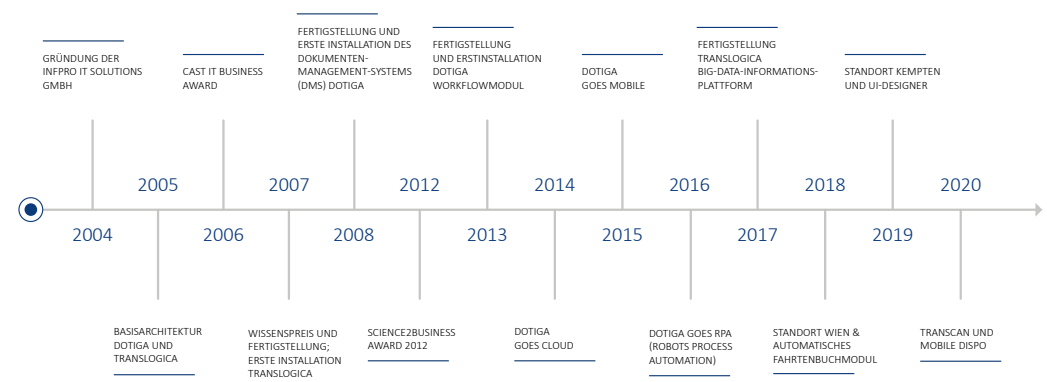 GRÜNDUNG DER
INFPRO IT SOLUTIONS
GMBH
CAST IT BUSINESS
AWARD
FERTIGSTELLUNG UND
ERSTE INSTALLATION DES
DOKUMENTEN-
MANAGEMENT-SYSTEMS
(DMS) DOTIGA
FERTIGSTELLUNG
UND ERSTINSTALLATION
DOTIGA
WORKFLOWMODUL
DOTIGA
GOES MOBILE
FERTIGSTELLUNG
TRANSLOGICA
BIG-DATA-INFORMATIONS-
PLATTFORM
STANDORT KEMPTEN
UND UI-DESIGNER
2005
2007
2012
2014
2016
2018
2020
2004
2006
2008
2013
2015
2017
2019
BASISARCHITEKTUR
DOTIGA UND
TRANSLOGICA
WISSENSPREIS UND
FERTIGSTELLUNG;
ERSTE INSTALLATION
TRANSLOGICA
SCIENCE2BUSINESS
AWARD 2012
DOTIGA
GOES CLOUD
DOTIGA GOES RPA
(ROBOTS PROCESS
AUTOMATION)
STANDORT WIEN &
AUTOMATISCHES
FAHRTENBUCHMODUL
TRANSCAN UND
MOBILE DISPO